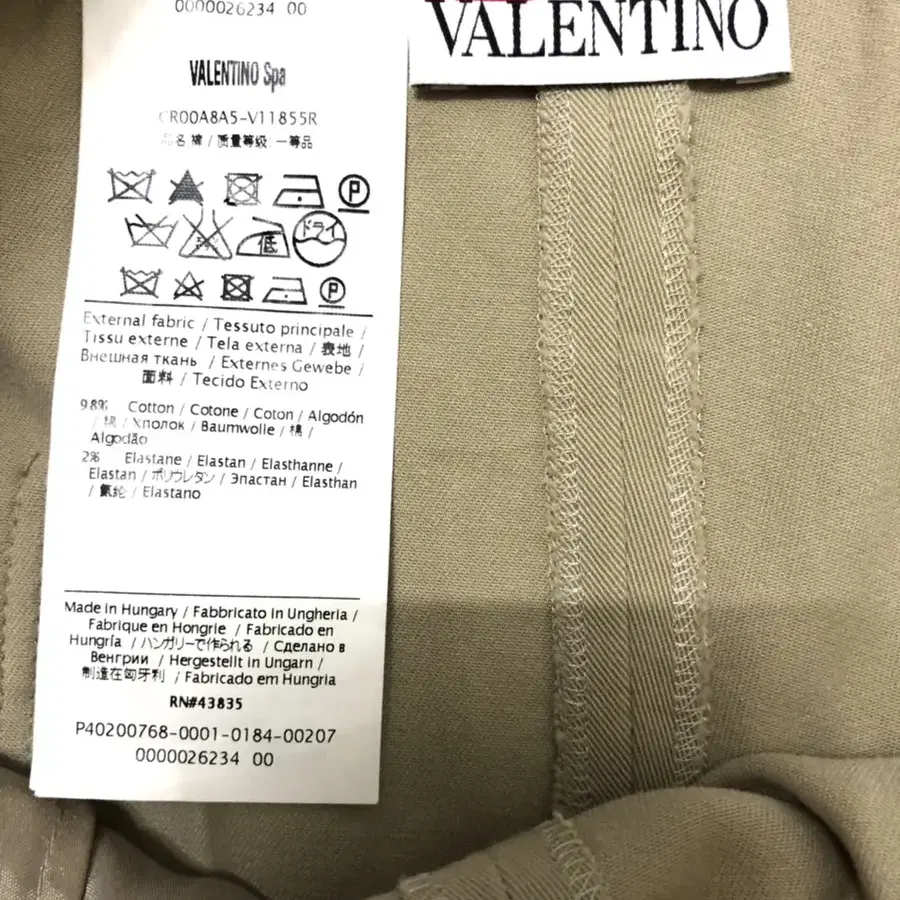 0000026234 00
VALENTINO
VALENTINO Spa
CR00A8A5-V11855R
品名 裤 / 质量等级: 一等品
P
ドライ
低
P
External fabric / Tessuto principale /
Tissu externe / Tela externa / 表地 /
Внешная ткань / Externes Gewebe /
面料 / Tecido Externo
98% Cotton / Cotone / Coton / Algodón
/ 綿 / Хлопок / Baumwolle / 棉 /
Algodão
2% Elastane / Elastan / Elasthanne /
Elastan / ポリウレタン / Эластан / Elasthan
/ 氨纶 / Elastano
Made in Hungary / Fabbricato in Ungheria /
Fabrique en Hongrie / Fabricado en
Hungría / ハンガリーで作られる / Сделано в
Венгрии / Hergestellt in Ungarn /
制造在匈牙利 / Fabricado em Hungria
RN#43835
P40200768-0001-0184-00207
0000026234 00